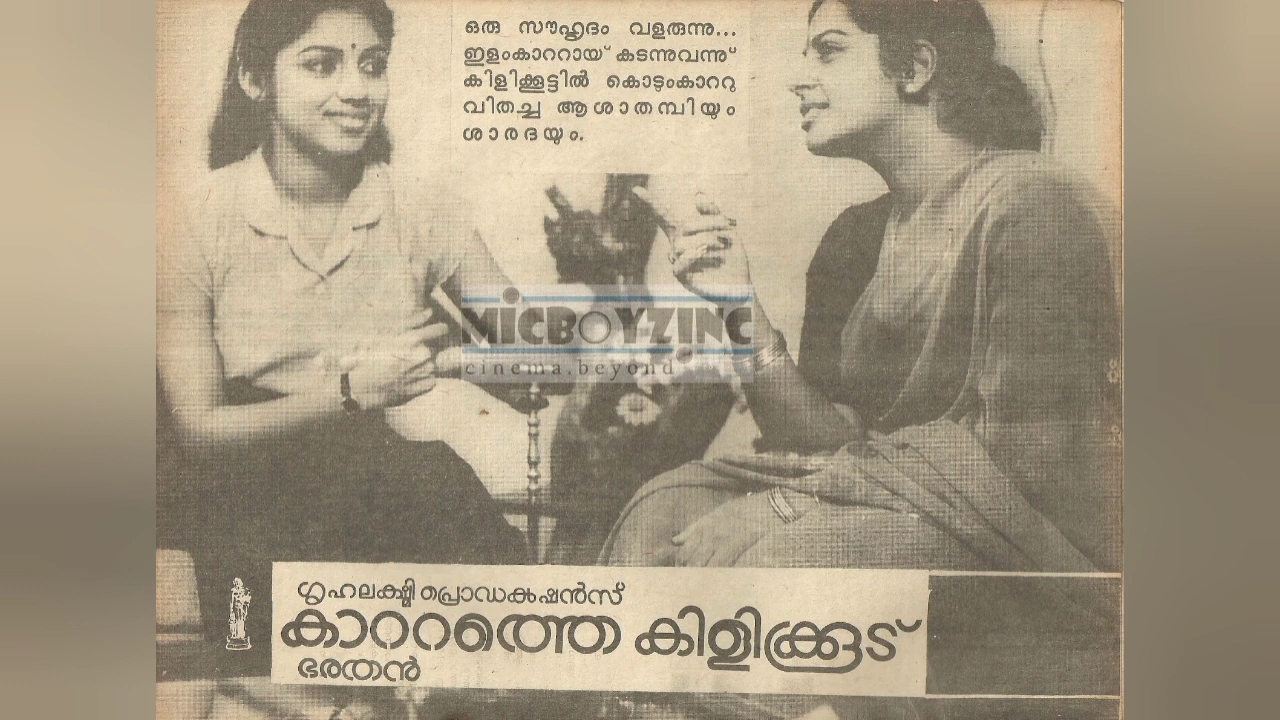 ഒരു സൗഹൃദം വളരുന്നു...
ഇളംകാററായ് കടന്നുവന്ന്
കിളിക്കൂട്ടിൽ കൊടുംകാററു
വിതച്ച ആശാതമ്പിയും
ശാരദയും.
MICBOYZINC
cinema.beyond
ഗൃഹലക്ഷ്മി പ്രൊഡക്ഷൻസ്
കാററത്തെ കിളിക്കൂട്
ഭരതൻ